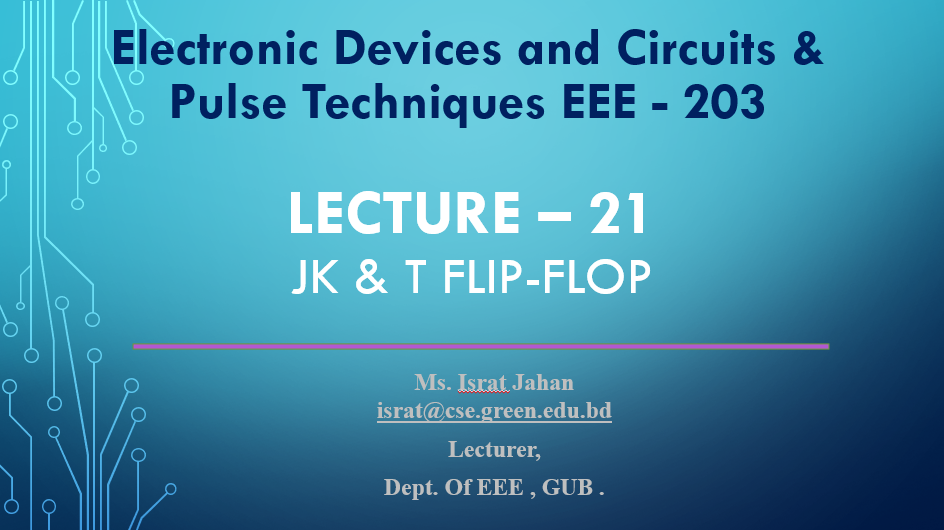 Electronic Devices and Circuits &
Pulse Techniques EEE - 203
LECTURE – 21
JK & T FLIP-FLOP
Ms. Israt Jahan
israt@cse.green.edu.bd
Lecturer,
Dept. Of EEE , GUB .